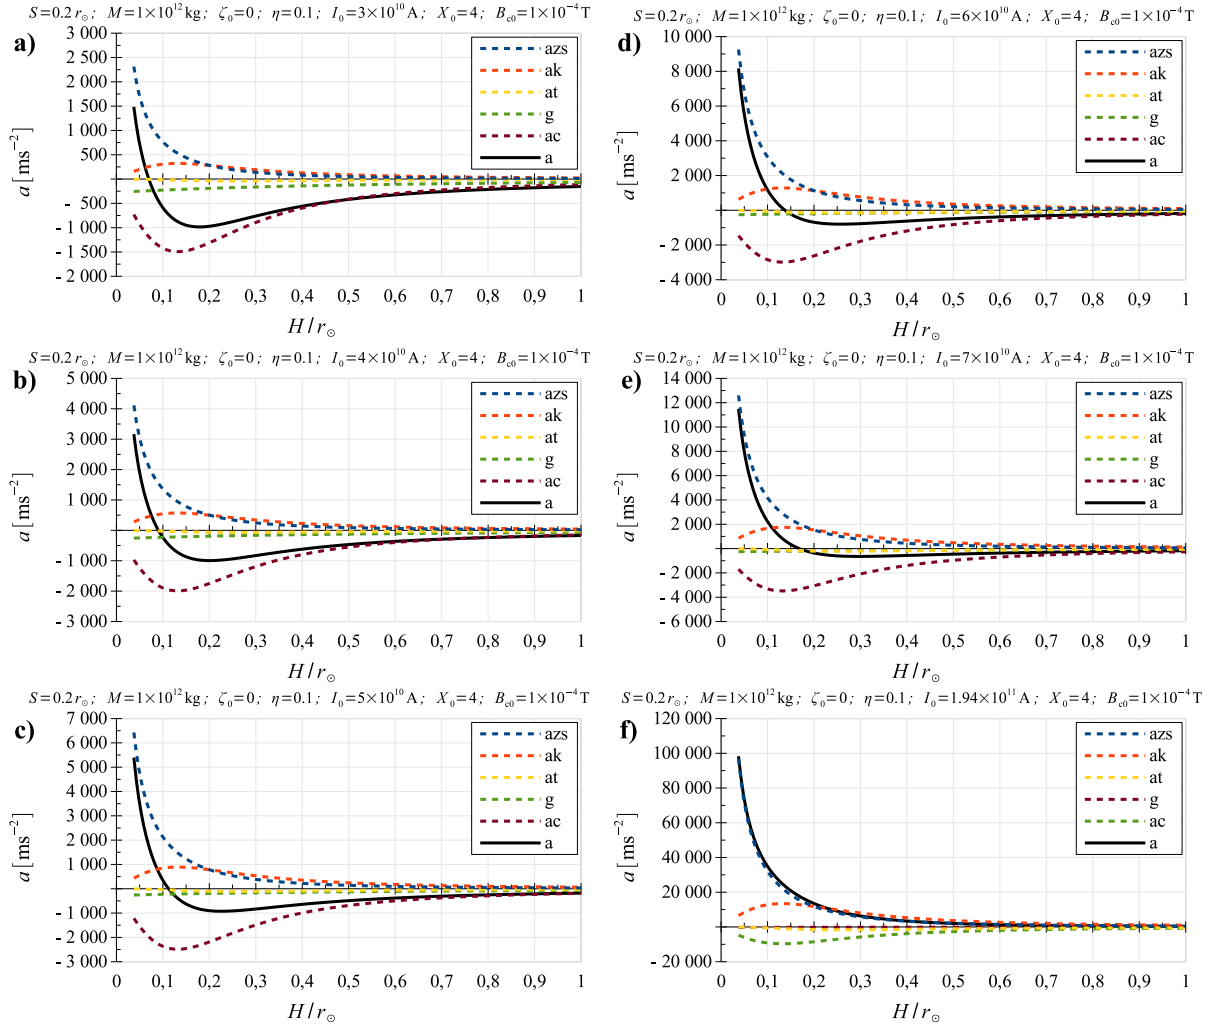 S=0.2 r☉; M=1×10¹² kg; ζ₀=0; η=0.1; I₀=3×10¹⁰ A; X₀=4; B_c0=1×10⁻⁴ T
a)
3 000
2 500
2 000
1 500
1 000
500
- 500
- 1 000
- 1 500
- 2 000
a [ms⁻²]
azs
ak
at
g
ac
a
0 0,1 0,2 0,3 0,4 0,5 0,6 0,7 0,8 0,9 1
H/r☉
S=0.2 r☉; M=1×10¹² kg; ζ₀=0; η=0.1; I₀=4×10¹⁰ A; X₀=4; B_c0=1×10⁻⁴ T
b)
5 000
4 000
3 000
2 000
1 000
- 1 000
- 2 000
- 3 000
a [ms⁻²]
azs
ak
at
g
ac
a
0 0,1 0,2 0,3 0,4 0,5 0,6 0,7 0,8 0,9 1
H/r☉
S=0.2 r☉; M=1×10¹² kg; ζ₀=0; η=0.1; I₀=5×10¹⁰ A; X₀=4; B_c0=1×10⁻⁴ T
c)
7 000
6 000
5 000
4 000
3 000
2 000
1 000
- 1 000
- 2 000
- 3 000
a [ms⁻²]
azs
ak
at
g
ac
a
0 0,1 0,2 0,3 0,4 0,5 0,6 0,7 0,8 0,9 1
H/r☉
S=0.2 r☉; M=1×10¹² kg; ζ₀=0; η=0.1; I₀=6×10¹⁰ A; X₀=4; B_c0=1×10⁻⁴ T
d)
10 000
8 000
6 000
4 000
2 000
- 2 000
- 4 000
a [ms⁻²]
azs
ak
at
g
ac
a
0 0,1 0,2 0,3 0,4 0,5 0,6 0,7 0,8 0,9 1
H/r☉
S=0.2 r☉; M=1×10¹² kg; ζ₀=0; η=0.1; I₀=7×10¹⁰ A; X₀=4; B_c0=1×10⁻⁴ T
e)
14 000
12 000
10 000
8 000
6 000
4 000
2 000
- 2 000
- 4 000
- 6 000
a [ms⁻²]
azs
ak
at
g
ac
a
0 0,1 0,2 0,3 0,4 0,5 0,6 0,7 0,8 0,9 1
H/r☉
S=0.2 r☉; M=1×10¹² kg; ζ₀=0; η=0.1; I₀=1.94×10¹¹ A; X₀=4; B_c0=1×10⁻⁴ T
f)
120 000
100 000
80 000
60 000
40 000
20 000
- 20 000
a [ms⁻²]
azs
ak
at
g
ac
a
0 0,1 0,2 0,3 0,4 0,5 0,6 0,7 0,8 0,9 1
H/r☉